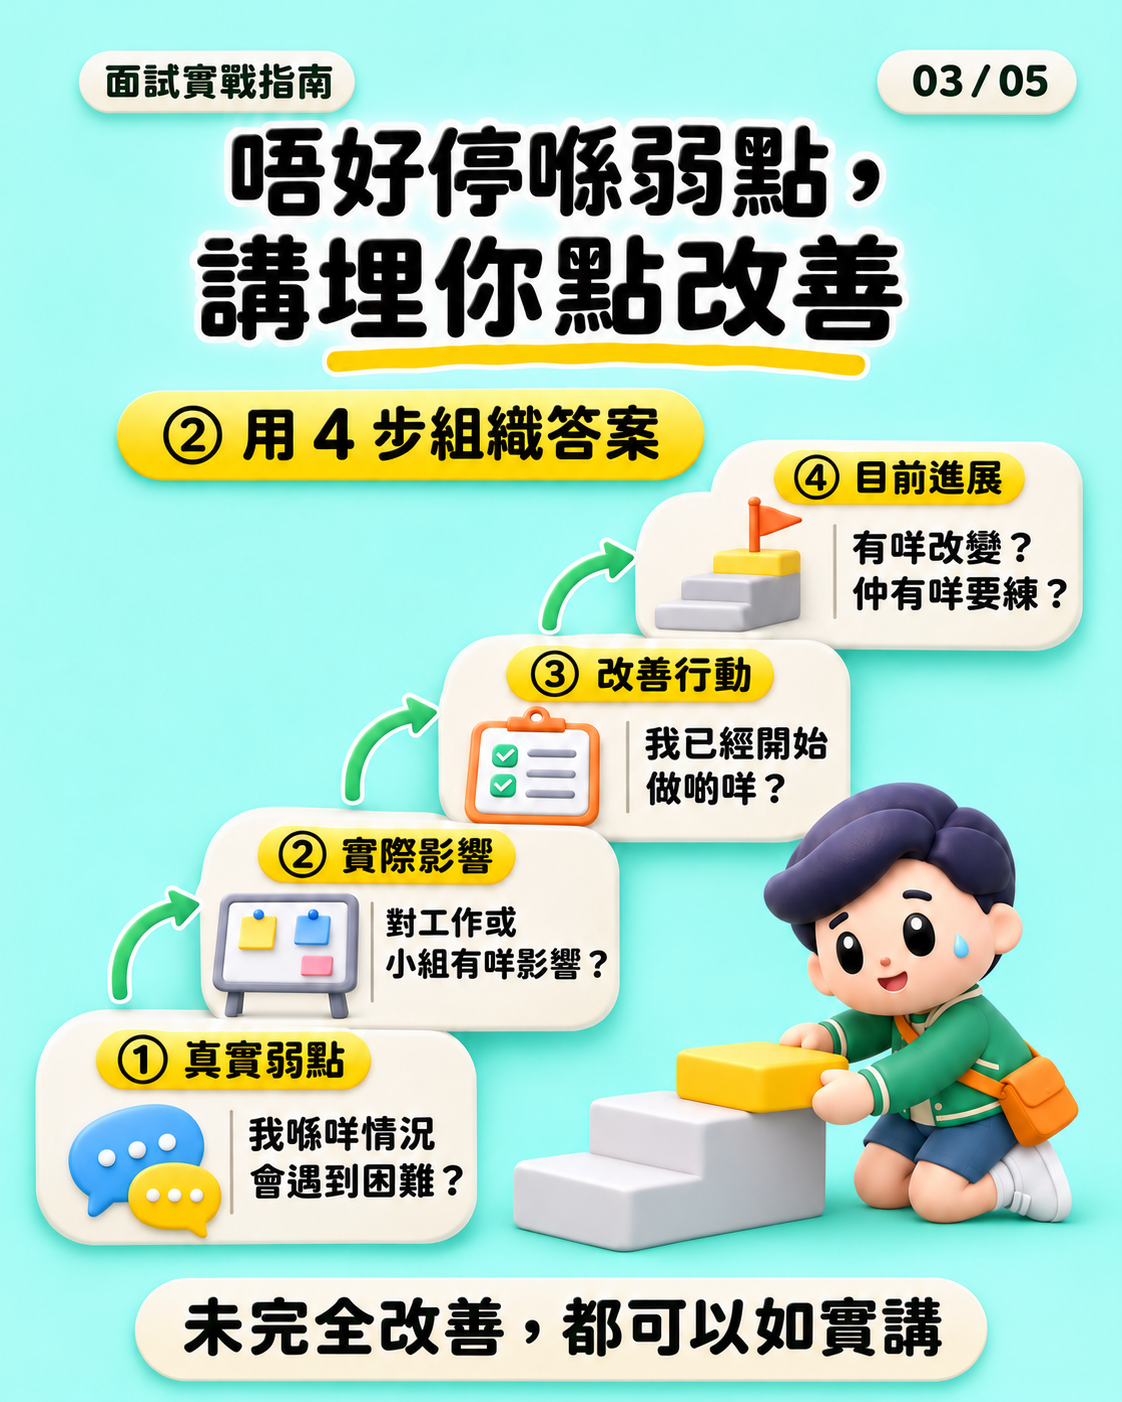 面試實戰指南
03/05
唔好停喺弱點，
講埋你點改善
② 用 4 步組織答案
① 真實弱點
我喺咩情況
會遇到困難？
② 實際影響
對工作或
小組有咩影響？
③ 改善行動
我已經開始
做啲咩？
④ 目前進展
有咩改變？
仲有咩要練？
未完全改善，都可以如實講